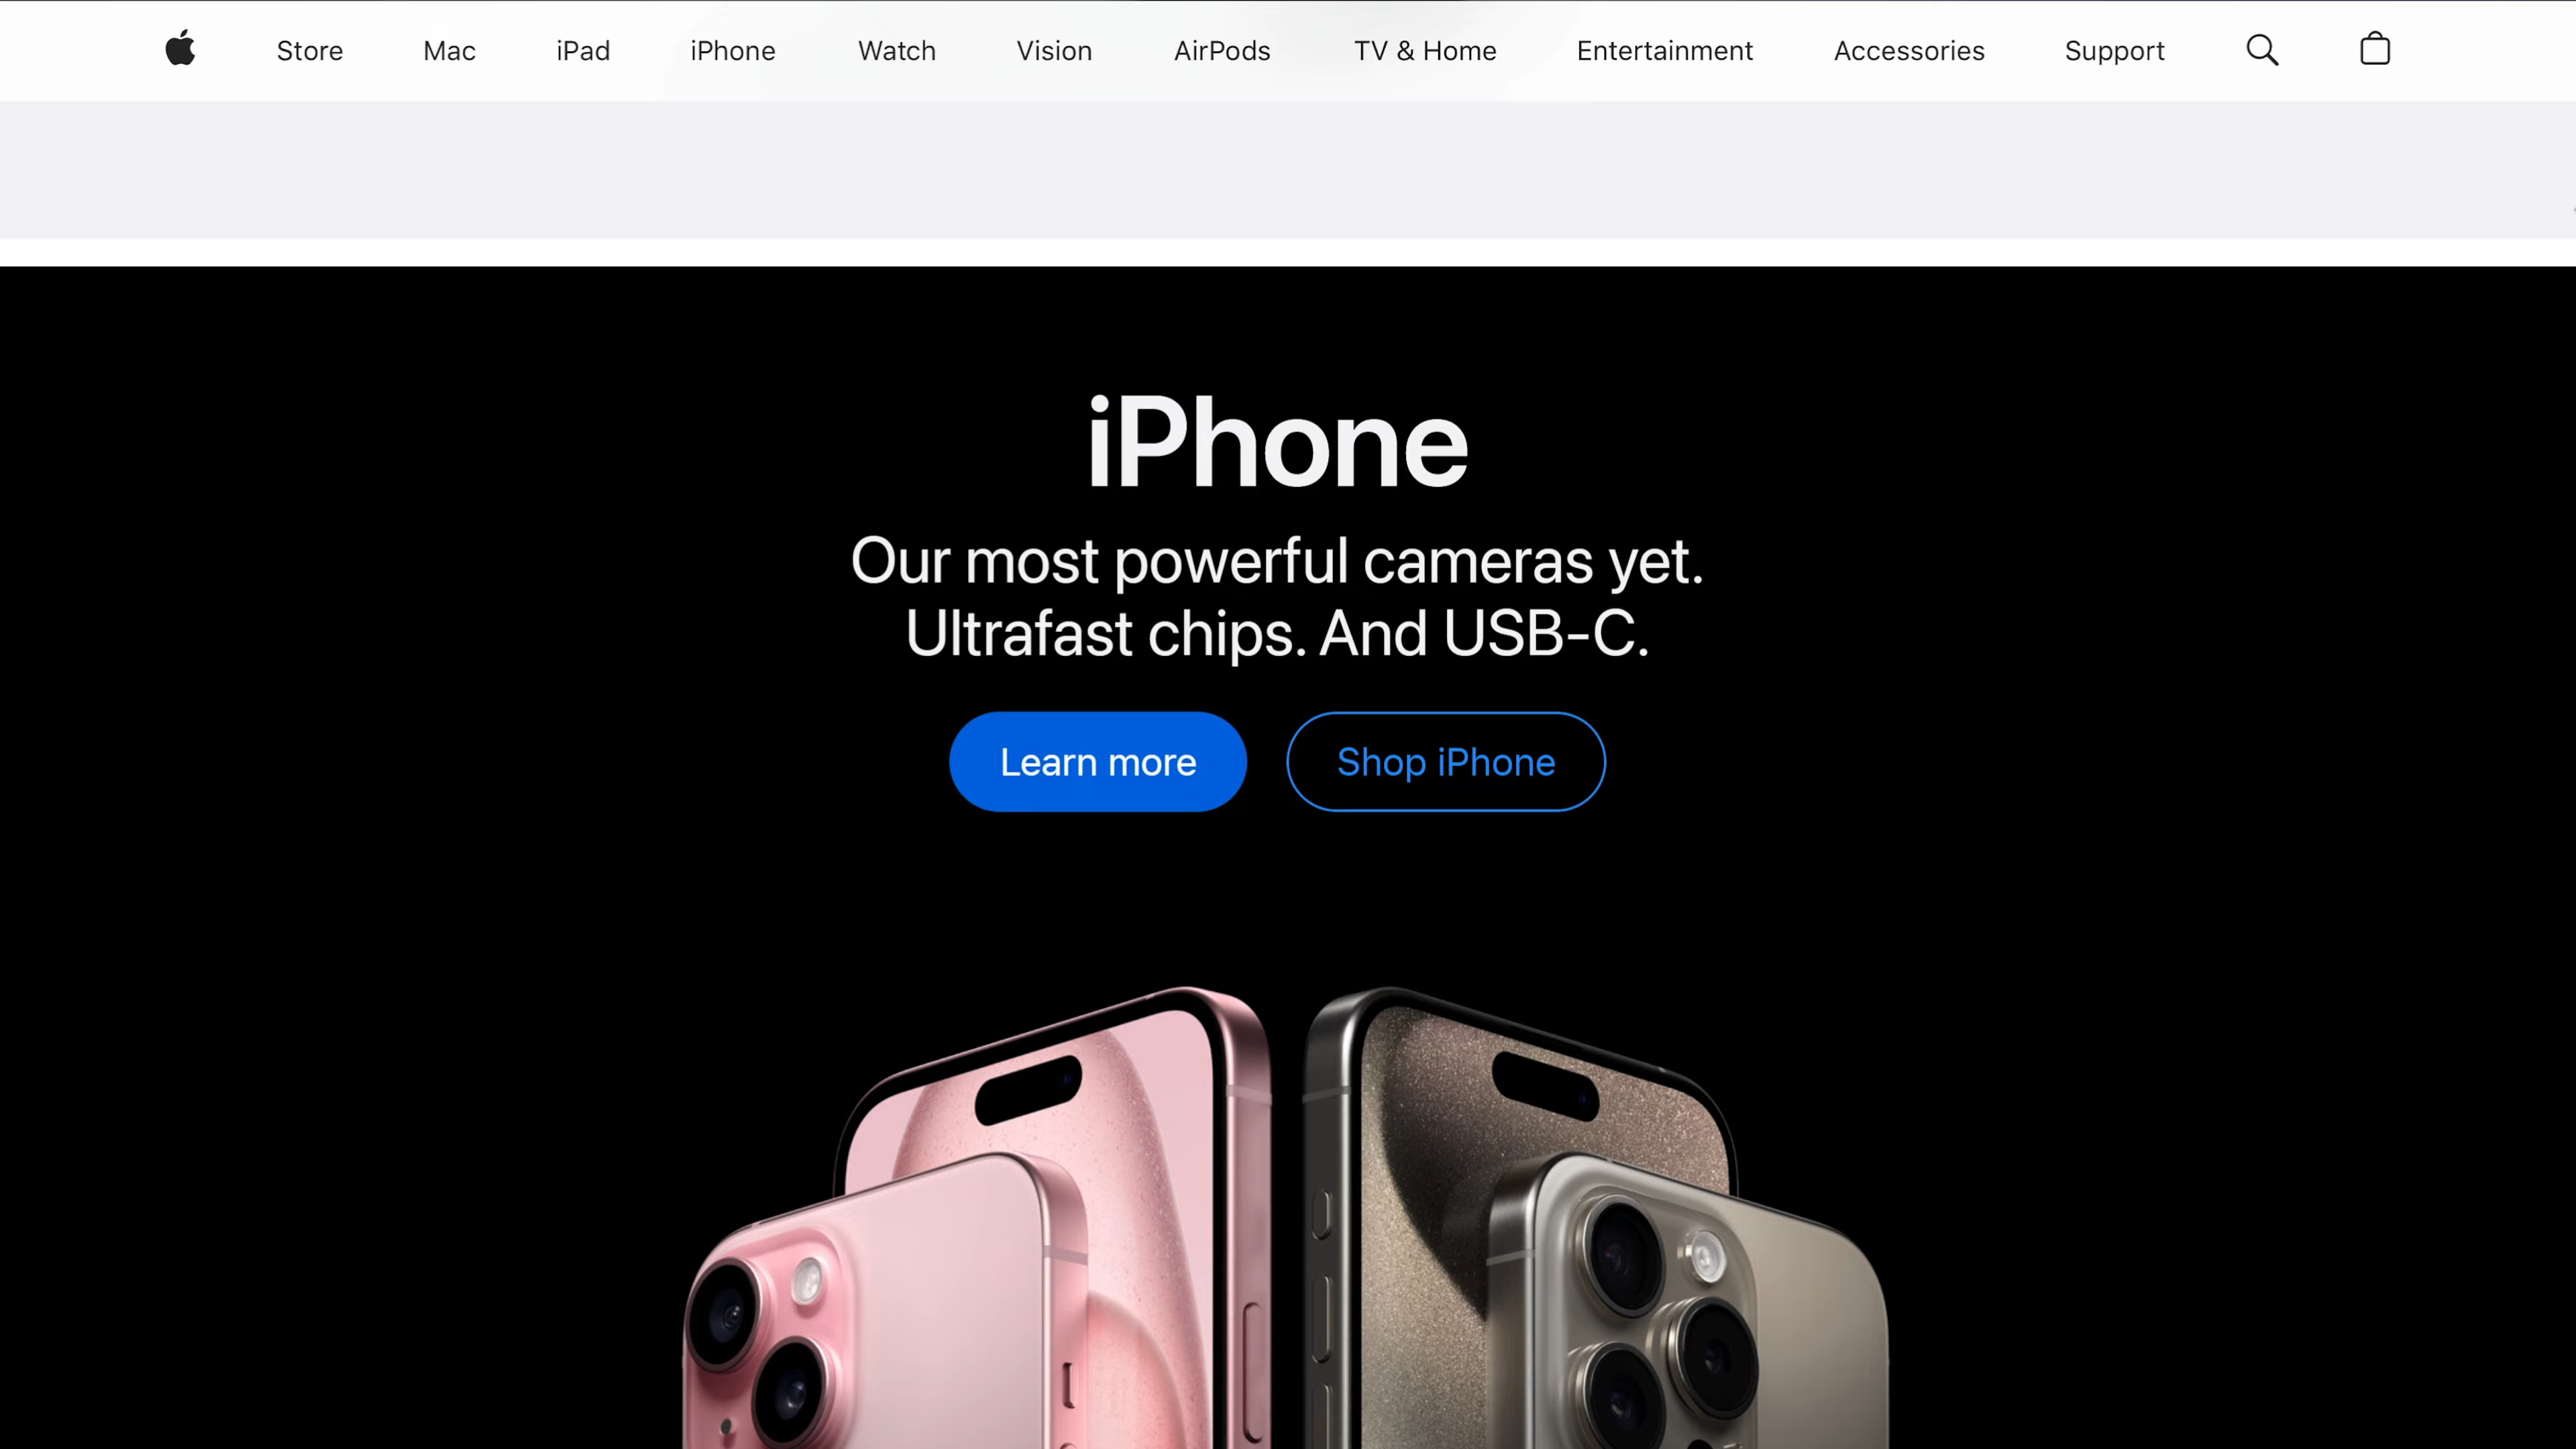 Store Mac iPad iPhone Watch Vision AirPods TV & Home Entertainment Accessories Support
iPhone
Our most powerful cameras yet.
Ultrafast chips. And USB-C.
Learn more Shop iPhone